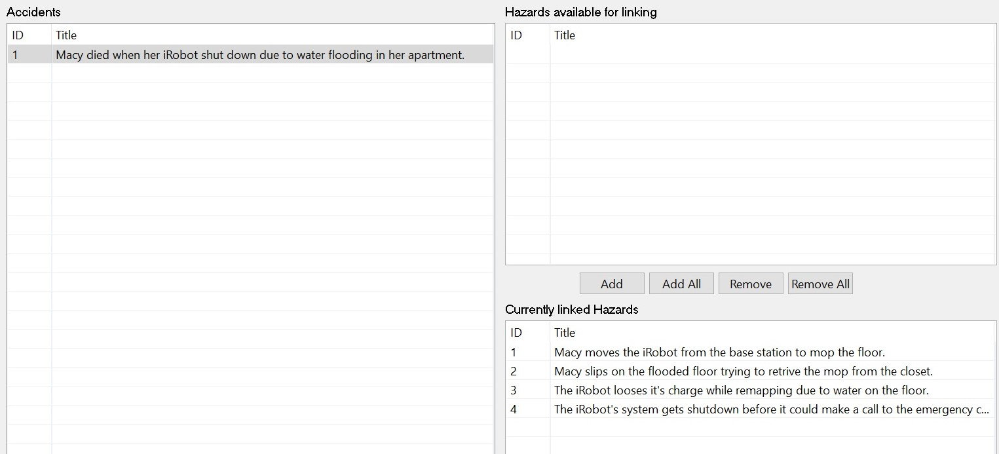 Accidents
ID Title
1 Macy died when her iRobot shut down due to water flooding in her apartment.
Hazards available for linking
ID Title
Add Add All Remove Remove All
Currently linked Hazards
ID Title
1 Macy moves the iRobot from the base station to mop the floor.
2 Macy slips on the flooded floor trying to retrive the mop from the closet.
3 The iRobot looses it's charge while remapping due to water on the floor.
4 The iRobot's system gets shutdown before it could make a call to the emergency c...